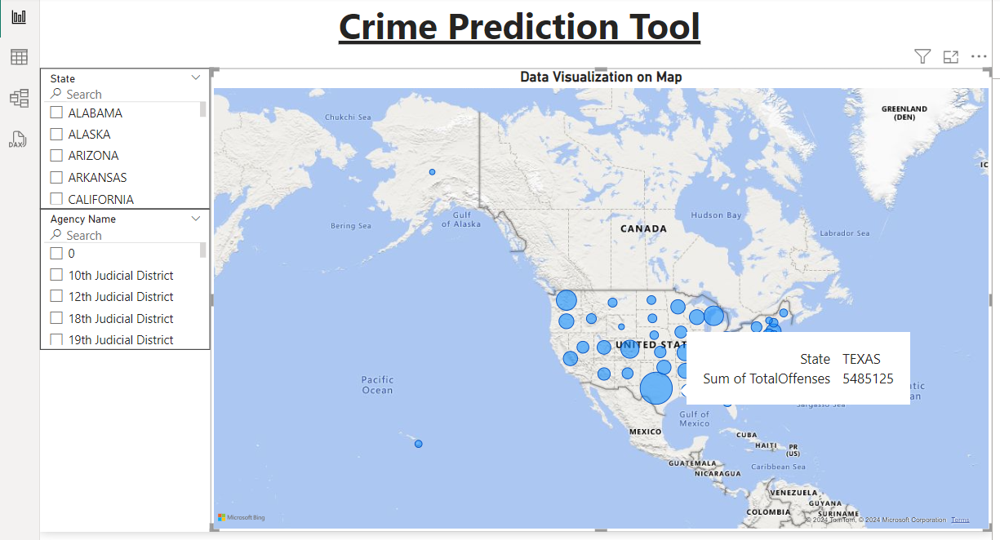 Crime Prediction Tool
State
Search
ALABAMA
ALASKA
ARIZONA
ARKANSAS
CALIFORNIA
Agency Name
Search
0
10th Judicial District
12th Judicial District
18th Judicial District
19th Judicial District
DAX
Data Visualization on Map
Chukchi Sea
GREENLAND
(DEN)
IC
Gulf
of Alaska
Bering Sea
Hudson Bay
CANADA
Labrador Sea
UNITED STAT
State TEXAS
Sum of TotalOffenses 5485125
Pacific
Ocean
tic
an
Sargasso Sea
Gulf of
Mexico
MEXICO
CUBA
HAITI
PR
(US)
GUATEMALA
NICARAGUA
Caribbean Sea
VENEZUELA
GUYANA
COLOMBIA
SURINAME
Microsoft Bing
© 2024 TomTom, © 2024 Microsoft Corporation Terms